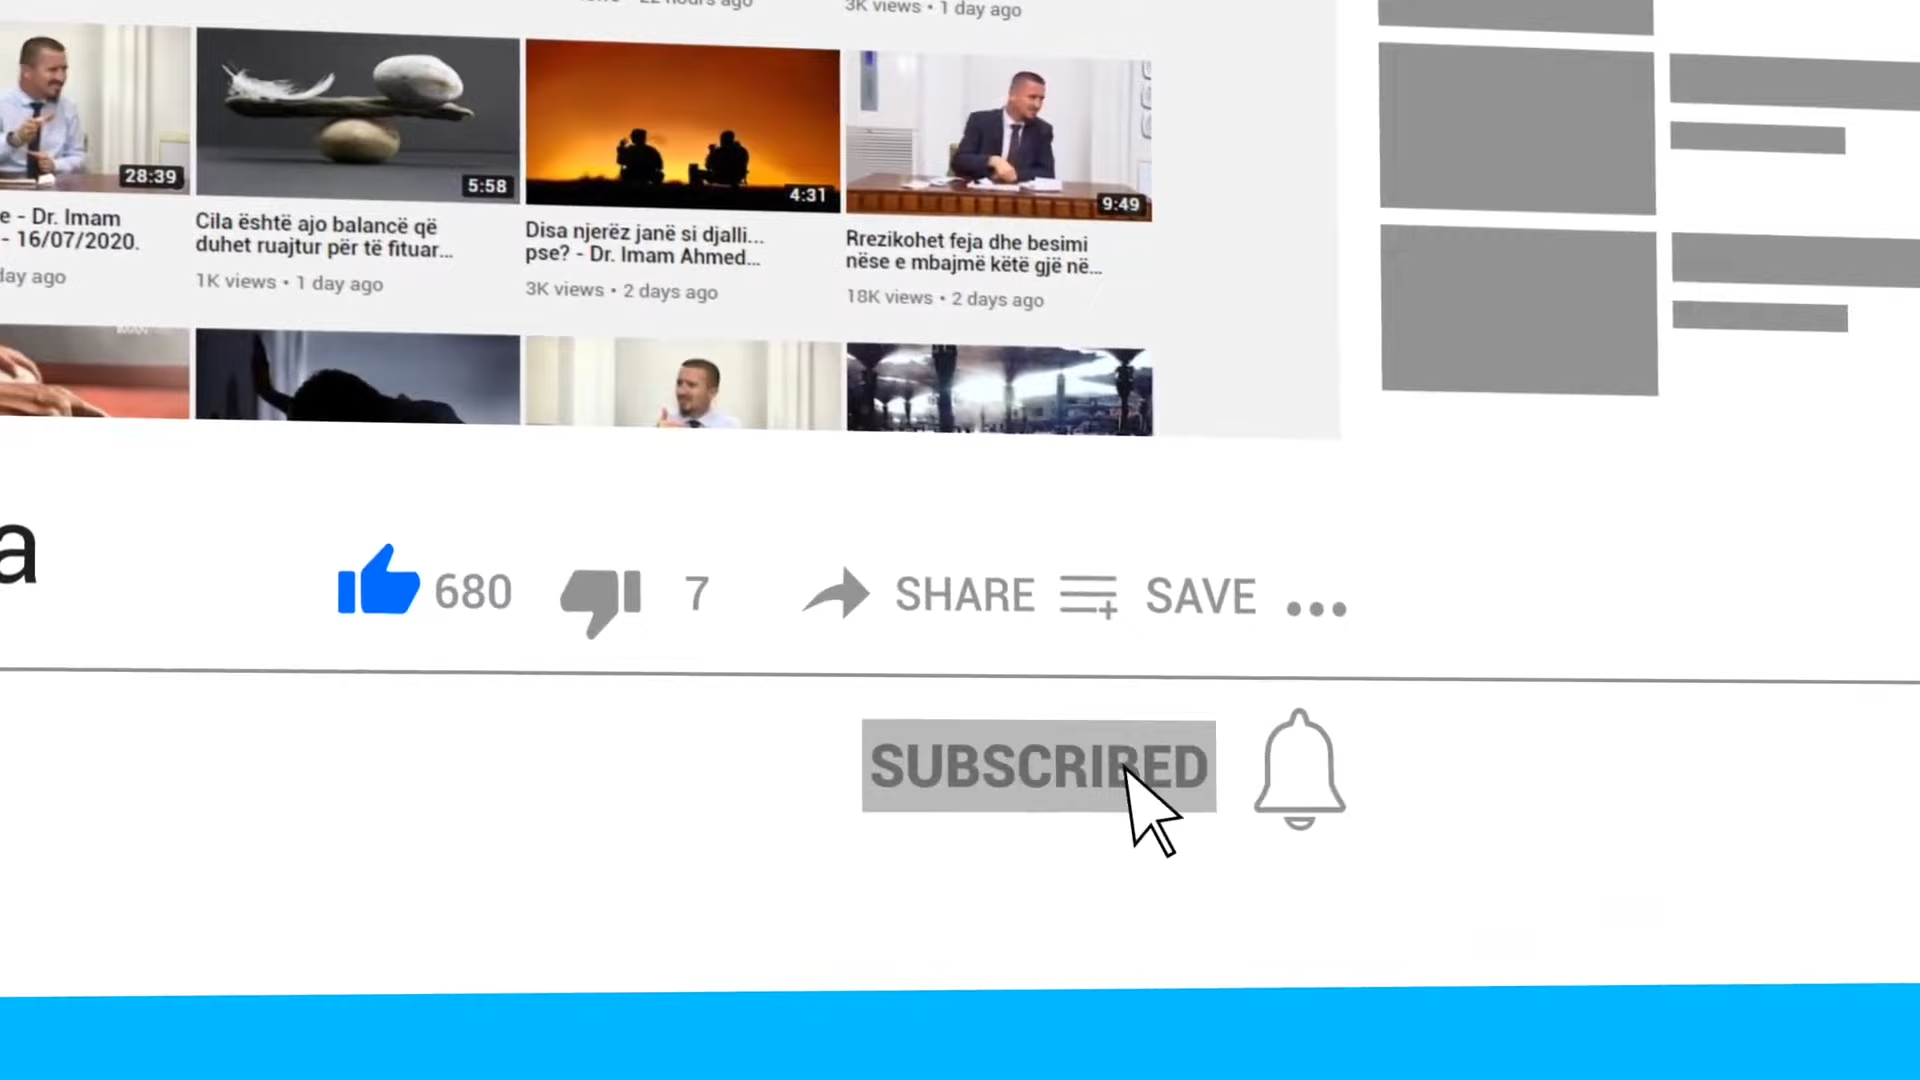 22 hours ago
3K views • 1 day ago
28:39
5:58
4:31
9:49
e - Dr. Imam
- 16/07/2020.
day ago
Cila është ajo balancë që
duhet ruajtur për të fituar...
1K views • 1 day ago
Disa njerëz janë si djalli...
pse? - Dr. Imam Ahmed...
3K views • 2 days ago
Rrezikohet feja dhe besimi
nëse e mbajmë këtë gjë në...
18K views • 2 days ago
a
680
7
SHARE
SAVE
SUBSCRIBED